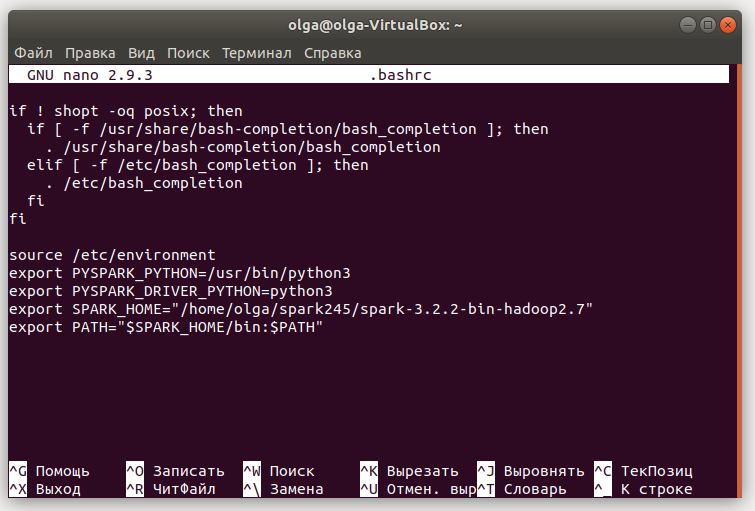 olga@olga-VirtualBox: ~
Файл Правка Вид Поиск Терминал Справка
GNU nano 2.9.3 .bashrc
if ! shopt -oq posix; then
  if [ -f /usr/share/bash-completion/bash_completion ]; then
    . /usr/share/bash-completion/bash_completion
  elif [ -f /etc/bash_completion ]; then
    . /etc/bash_completion
  fi
fi
source /etc/environment
export PYSPARK_PYTHON=/usr/bin/python3
export PYSPARK_DRIVER_PYTHON=python3
export SPARK_HOME="/home/olga/spark245/spark-3.2.2-bin-hadoop2.7"
export PATH="$SPARK_HOME/bin:$PATH"
^G Помощь ^O Записать ^W Поиск ^K Вырезать ^J Выровнять ^C ТекПозиц
^X Выход ^R ЧитФайл ^\ Замена ^U Отмен. выр^T Словарь ^_ К строке